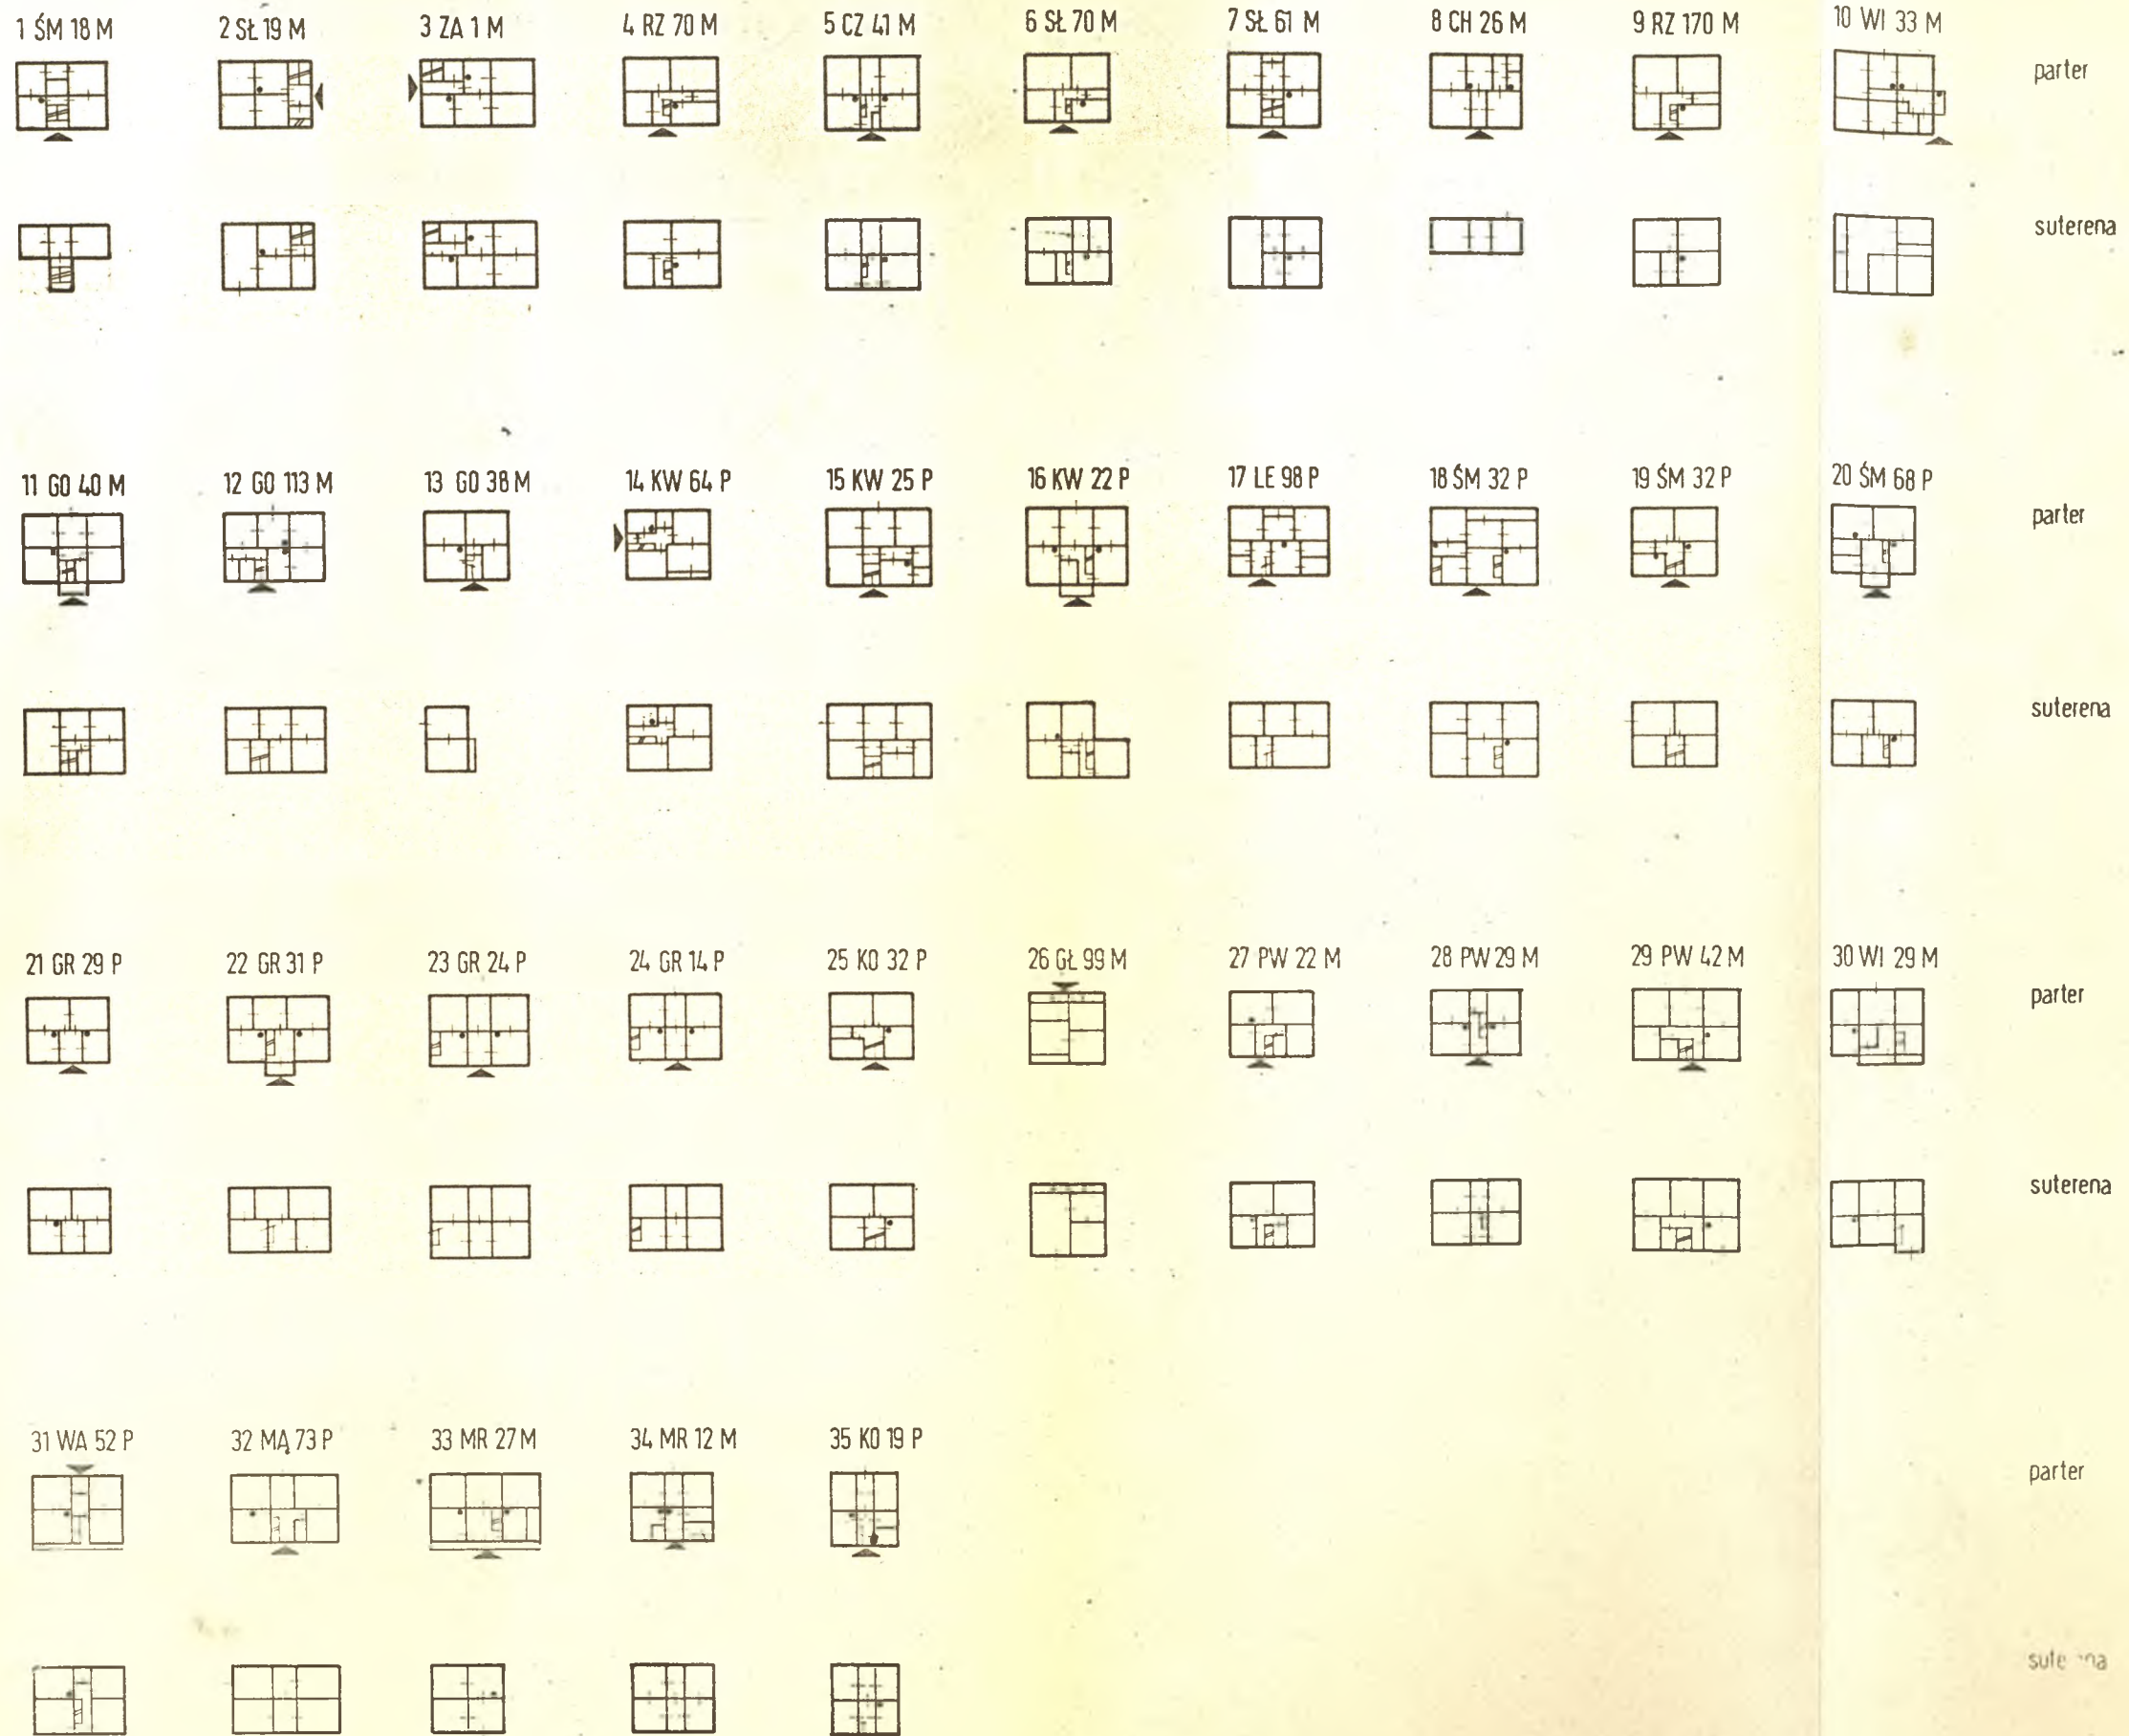 1 ŚM 18 M 2 SŁ 19 M 3 ZA 1 M 4 RZ 70 M 5 CZ 41 M 6 SŁ 70 M 7 SŁ 61 M 8 CH 26 M 9 RZ 170 M 10 WI 33 M
parter
suterena
11 GO 40 M 12 GO 113 M 13 GO 38 M 14 KW 64 P 15 KW 25 P 16 KW 22 P 17 LE 98 P 18 ŚM 32 P 19 ŚM 32 P 20 ŚM 68 P
parter
suterena
21 GR 29 P 22 GR 31 P 23 GR 24 P 24 GR 14 P 25 KO 32 P 26 GŁ 99 M 27 PW 22 M 28 PW 29 M 29 PW 42 M 30 WI 29 M
parter
suterena
31 WA 52 P 32 MĄ 73 P 33 MR 27 M 34 MR 12 M 35 KO 19 P
parter